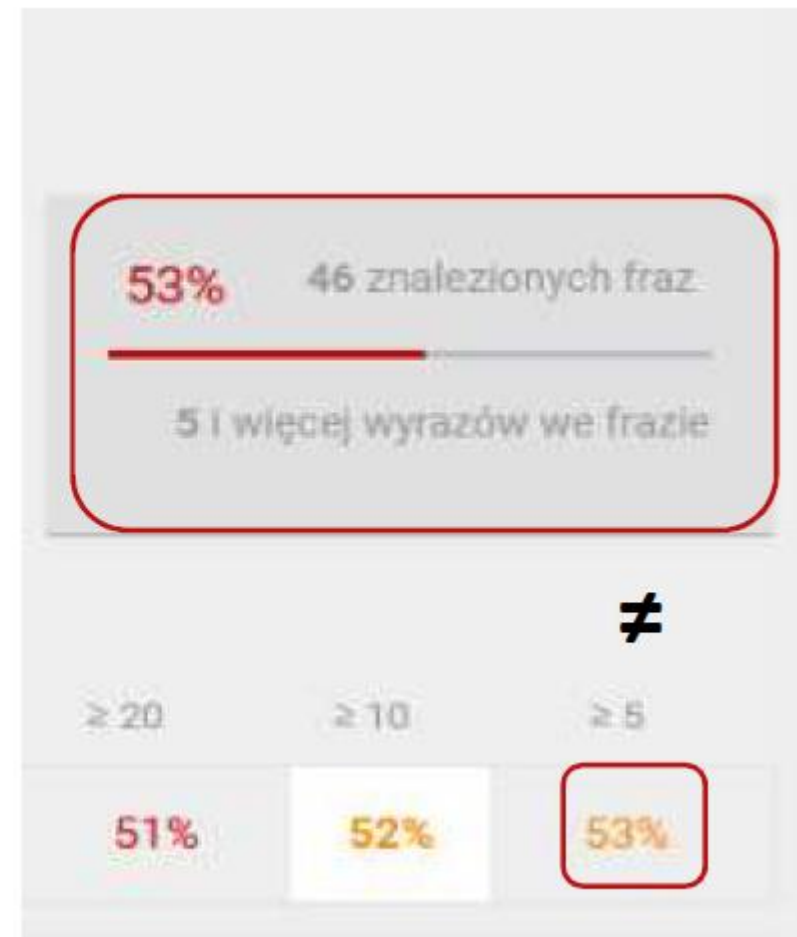 53% 46 znalezionych fraz
5 i więcej wyrazów we frazie
≠
≥ 20 ≥ 10 ≥ 5
51% 52% 53%